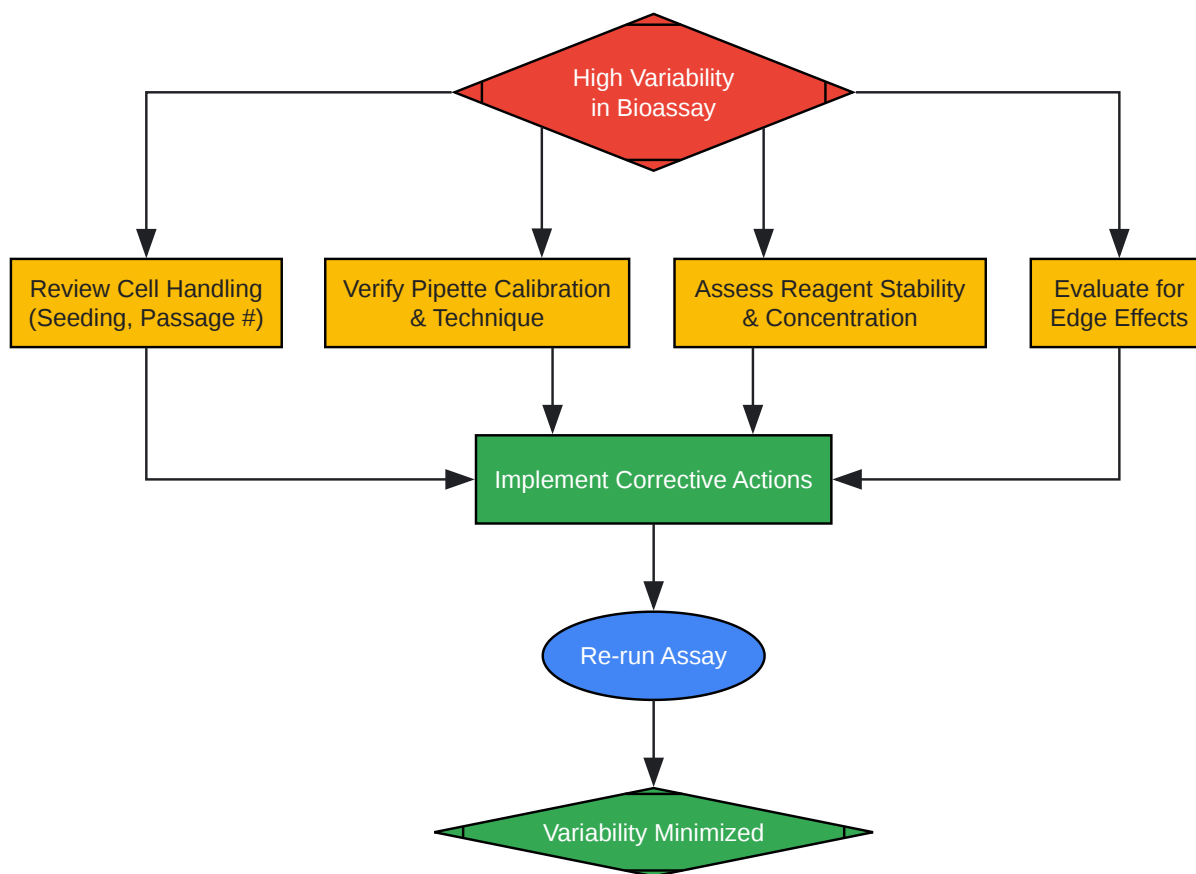 High Variability
in Bioassay
Review Cell Handling
(Seeding, Passage #)
Verify Pipette Calibration
& Technique
Assess Reagent Stability
& Concentration
Evaluate for
Edge Effects
Implement Corrective Actions
Re-run Assay
Variability Minimized